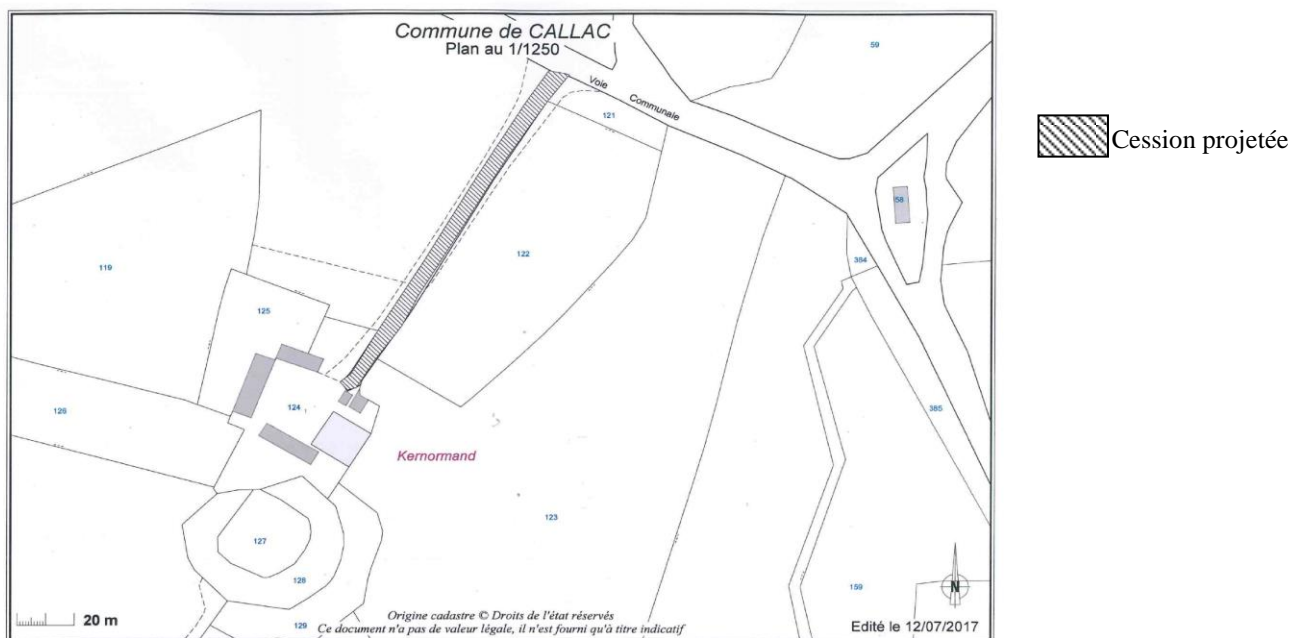 Commune de CALLAC
Plan au 1/1250
59
Voie Communale
121
Cession projetée
158
122
364
119
125
126
124
365
Kernormand
123
127
128
159
N
20 m
129
Origine cadastre © Droits de l'état réservés
Ce document n'a pas de valeur légale, il n'est fourni qu'à titre indicatif
Edité le 12/07/2017